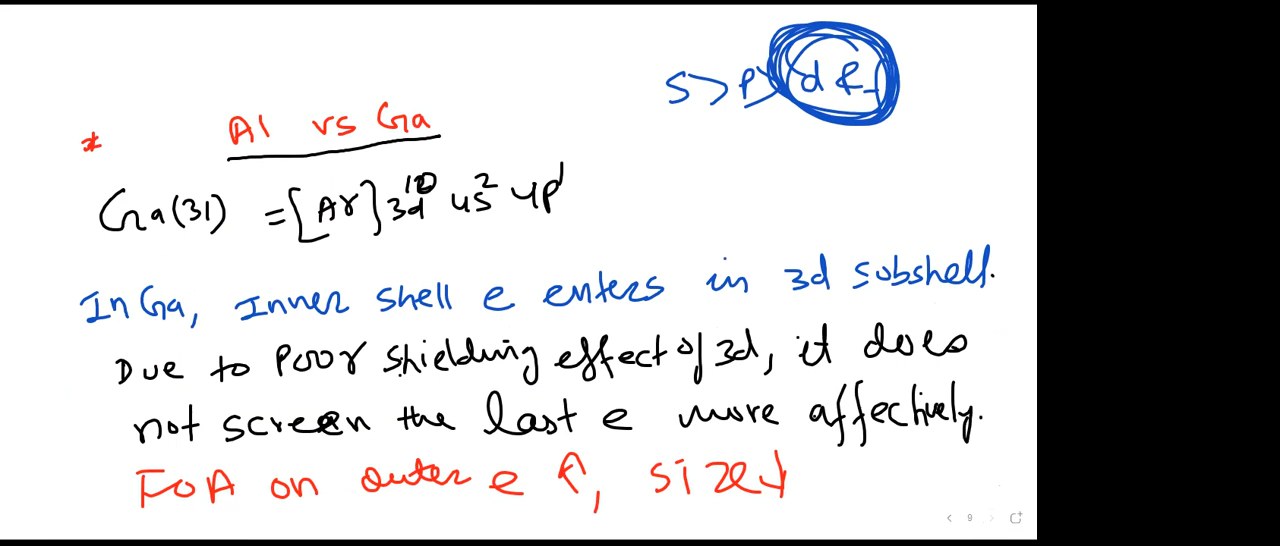 S > P > d & f
* Al vs Ga
Ga(31) = [Ar] 3d¹⁰ 4s² 4p¹
In Ga, Inner shell e enters in 3d subshell.
Due to Poor shielding effect of 3d, it does
not screen the last e more affectively.
FOA on outer e ↑, size↓
9